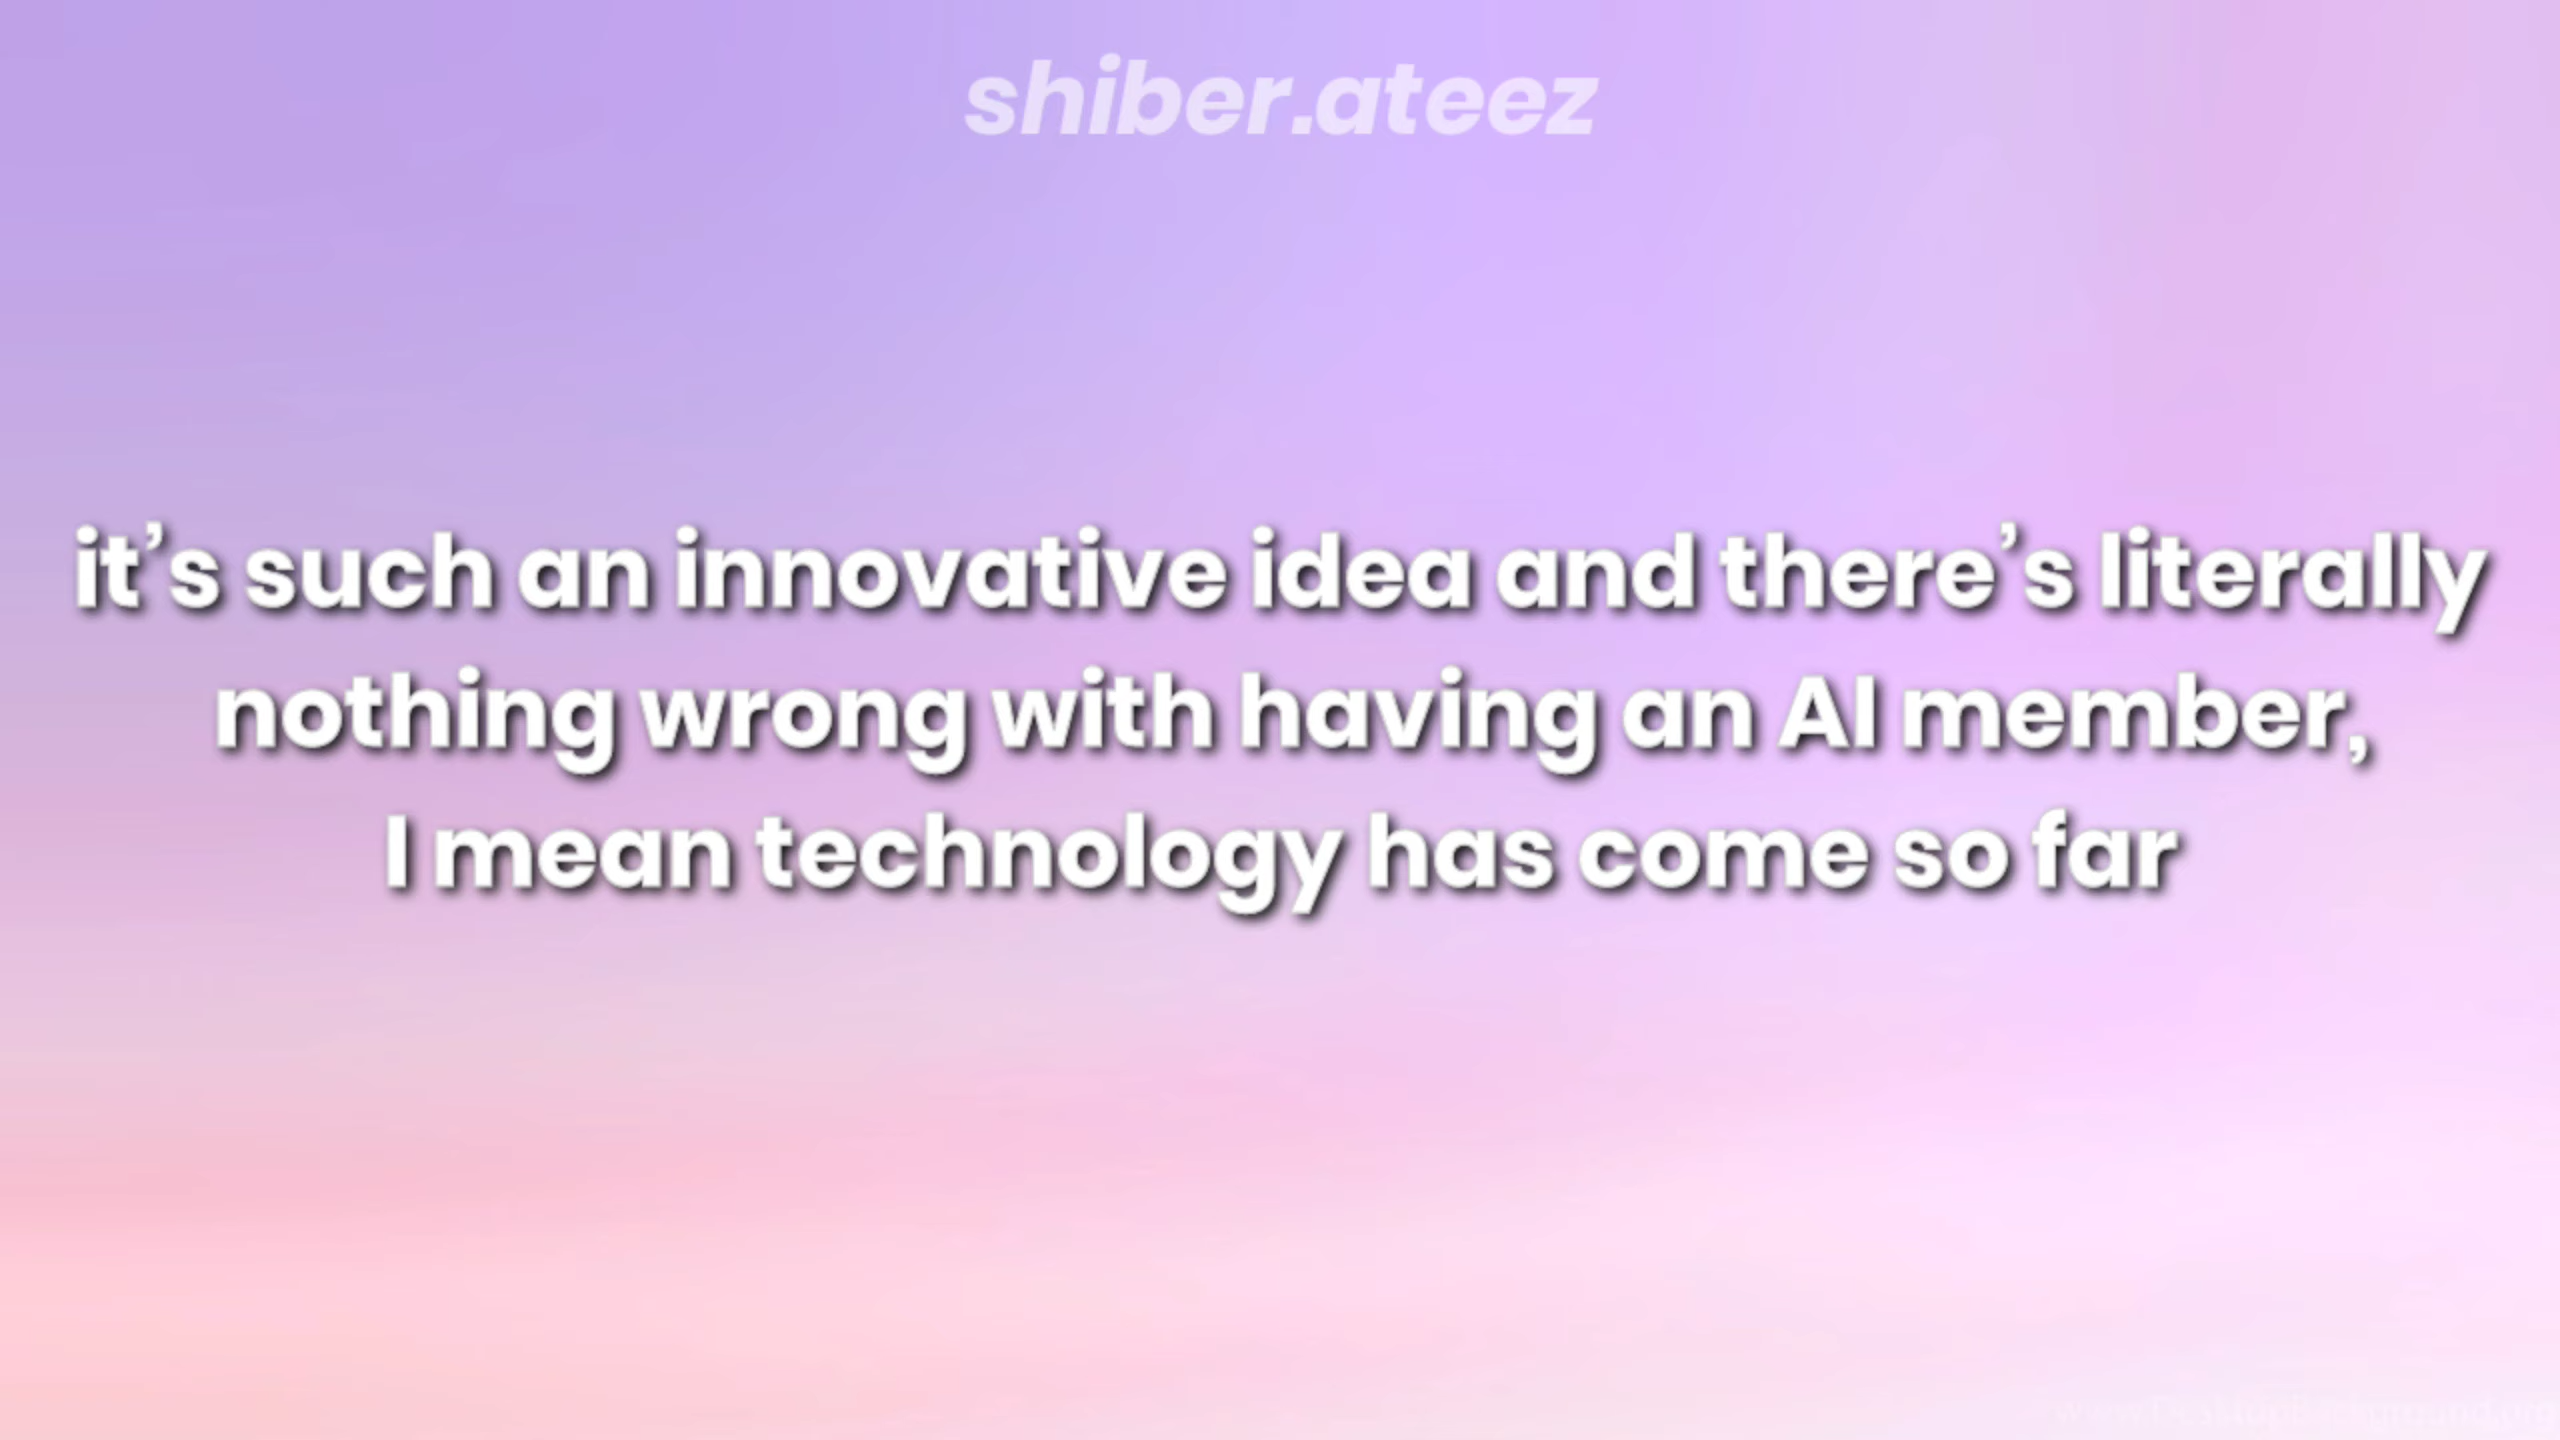 shiber.ateez
it’s such an innovative idea and there’s literally
nothing wrong with having an AI member,
I mean technology has come so far